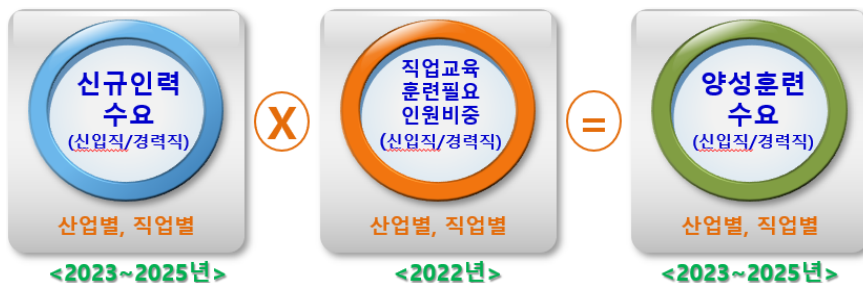 신규인력
수요
(신입직/경력직)
산업별, 직업별
<2023~2025년>
X
직업교육
훈련필요
인원비중
(신입직/경력직)
산업별, 직업별
<2022년>
=
양성훈련
수요
(신입직/경력직)
산업별, 직업별
<2023~2025년>